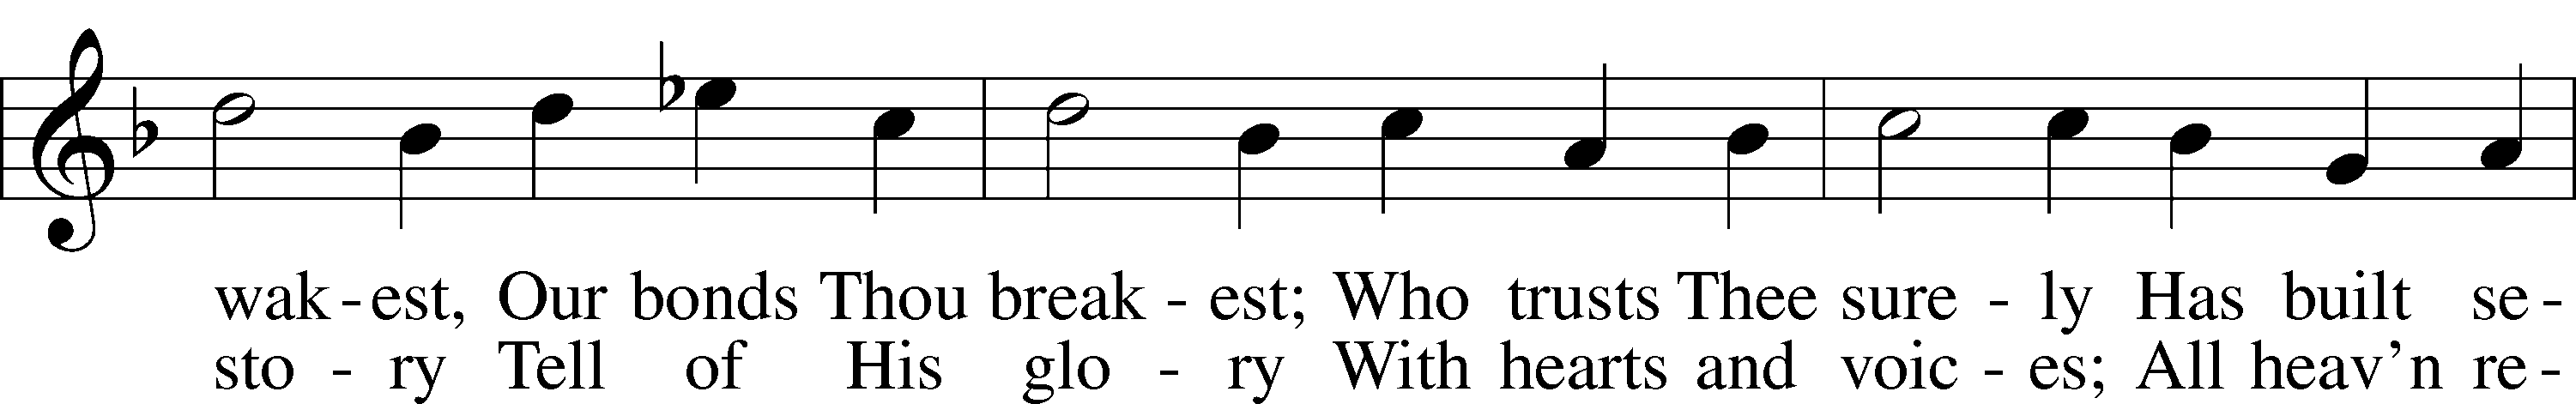 wak - est, Our bonds Thou break - est; Who trusts Thee sure - ly Has built se -
sto - ry Tell of His glo - ry With hearts and voic - es; All heav’n re -